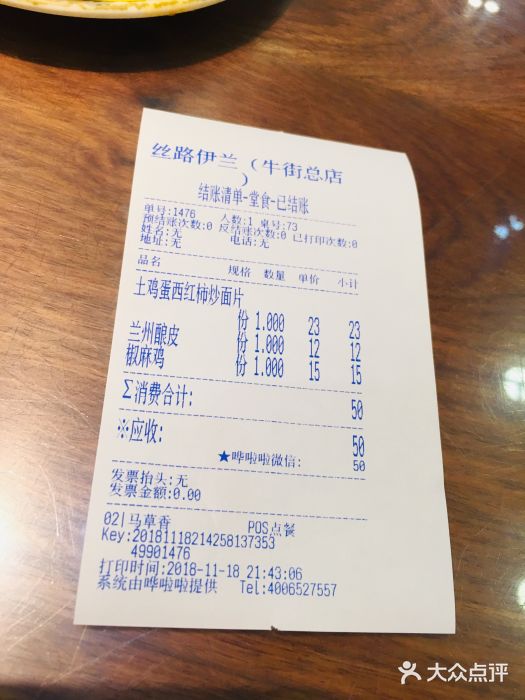 丝路伊兰（牛街总店
）
结账清单-堂食-已结账
单号:1476 人数:1 桌号:73
预结账次数:0 反结账次数:0 已打印次数:0
姓名:无 电话:无
地址:无
品名 规格 数量 单价 小计
土鸡蛋西红柿炒面片
份 1.000 23 23
兰州酿皮 份 1.000 12 12
椒麻鸡 份 1.000 15 15
Σ消费合计: 50
※应收: 50
★哗啦啦微信: 50
发票抬头:无
发票金额:0.00
02|马草香 POS点餐
Key:20181118214258137353
49901476
打印时间:2018-11-18 21:43:06
系统由哗啦啦提供 Tel:4006527557
大众点评